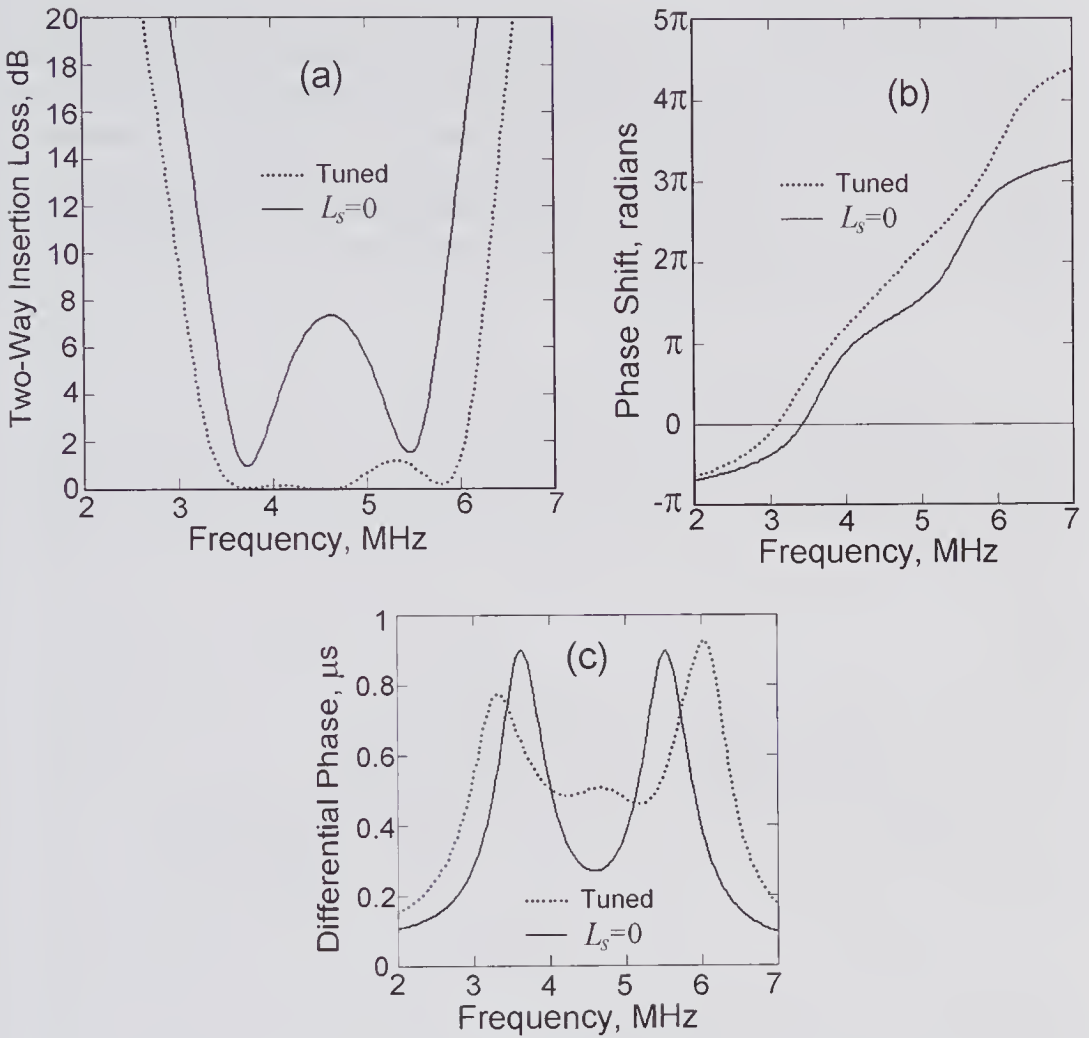 Two-Way Insertion Loss, dB
20
18
16
14
12
10
8
6
4
2
0
(a)
Tuned
Ls=0
2
3
4
5
6
7
Frequency, MHz
Phase Shift, radians
5π
4π
3π
2π
π
0
-π
(b)
Tuned
Ls=0
2
3
4
5
6
7
Frequency, MHz
Differential Phase, μs
1
0.8
0.6
0.4
0.2
0
(c)
Tuned
Ls=0
2
3
4
5
6
7
Frequency, MHz